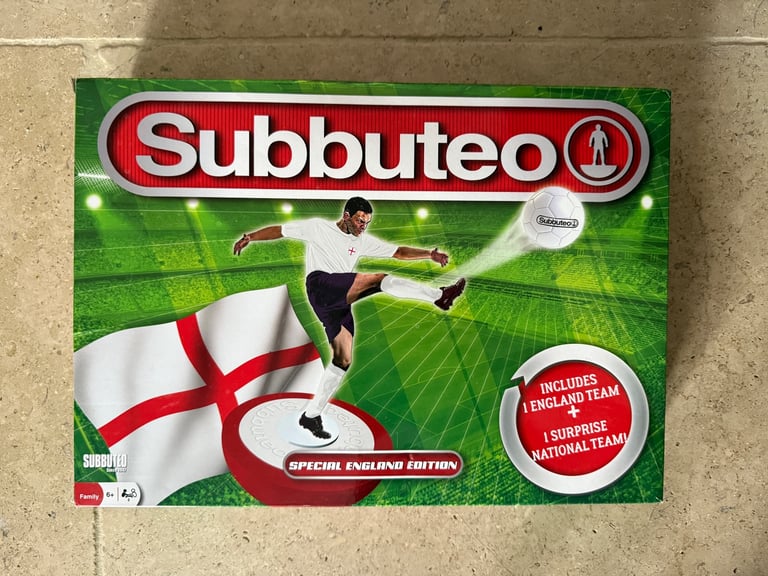 Subbuteo
Subbuteo
INCLUDES
1 ENGLAND TEAM
+
1 SURPRISE
NATIONAL TEAM!
SPECIAL ENGLAND EDITION
SUBBUTEO
Family
6+